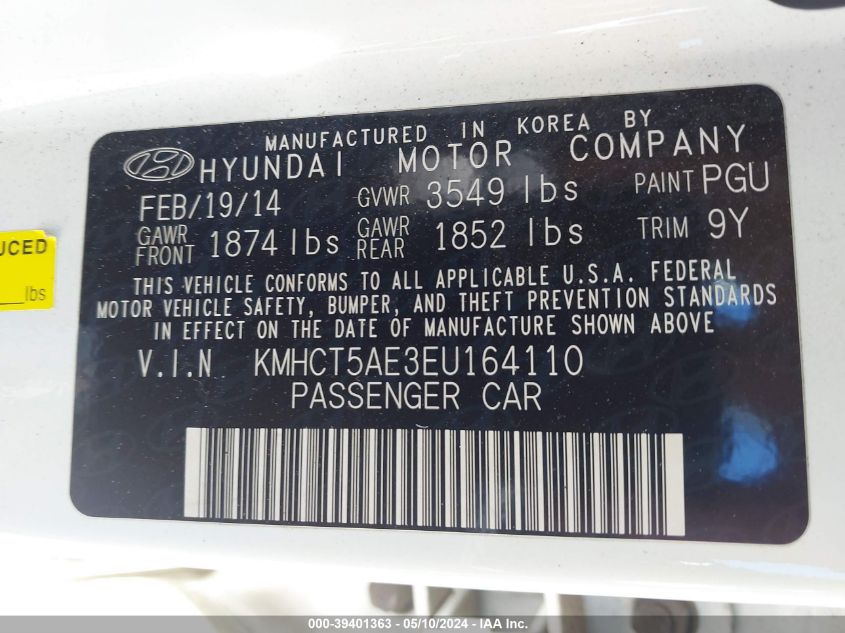 MANUFACTURED IN KOREA BY
HYUNDAI MOTOR COMPANY
FEB/19/14 GVWR 3549 lbs PAINT PGU
GAWR FRONT 1874 lbs GAWR REAR 1852 lbs TRIM 9Y
THIS VEHICLE CONFORMS TO ALL APPLICABLE U.S.A. FEDERAL
MOTOR VEHICLE SAFETY, BUMPER, AND THEFT PREVENTION STANDARDS
IN EFFECT ON THE DATE OF MANUFACTURE SHOWN ABOVE
V.I.N KMHCT5AE3EU164110
PASSENGER CAR
UCED
lbs
000-39401363 - 05/10/2024 - IAA Inc.